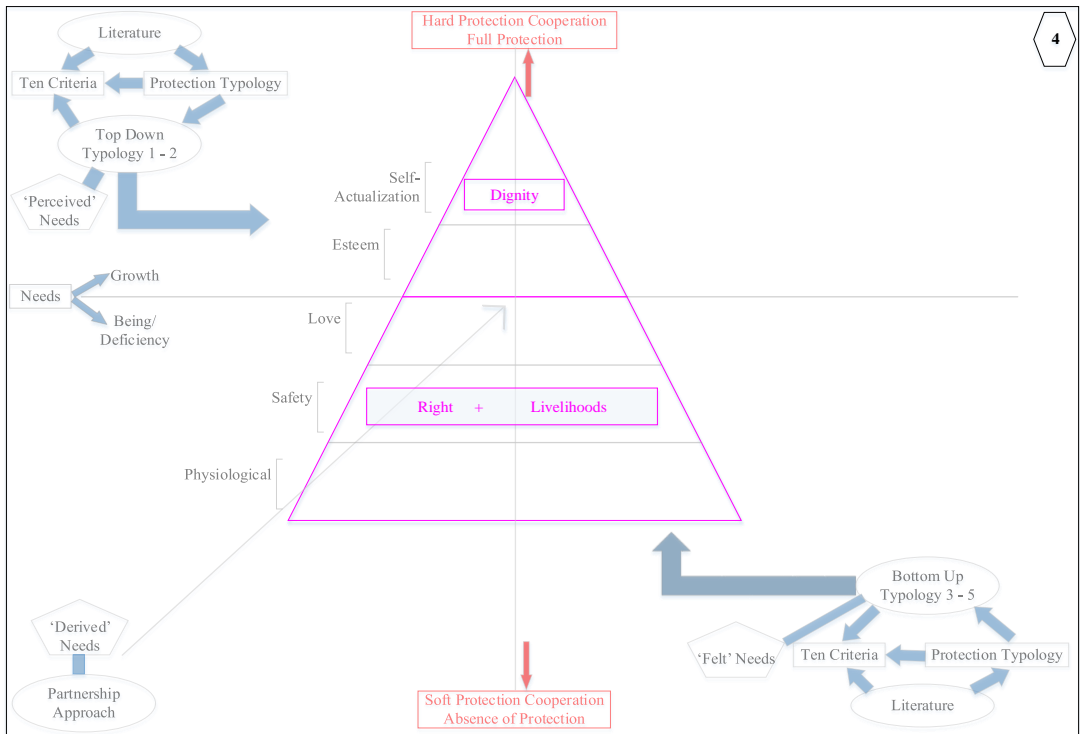 Hard Protection Cooperation
Full Protection
4
Literature
Ten Criteria
Protection Typology
Top Down
Typology 1 - 2
‘Perceived’
Needs
Self-
Actualization
Dignity
Esteem
Growth
Needs
Being/
Deficiency
Love
Safety
Right + Livelihoods
Physiological
‘Derived’
Needs
Partnership
Approach
Bottom Up
Typology 3 - 5
‘Felt’ Needs
Ten Criteria
Protection Typology
Literature
Soft Protection Cooperation
Absence of Protection